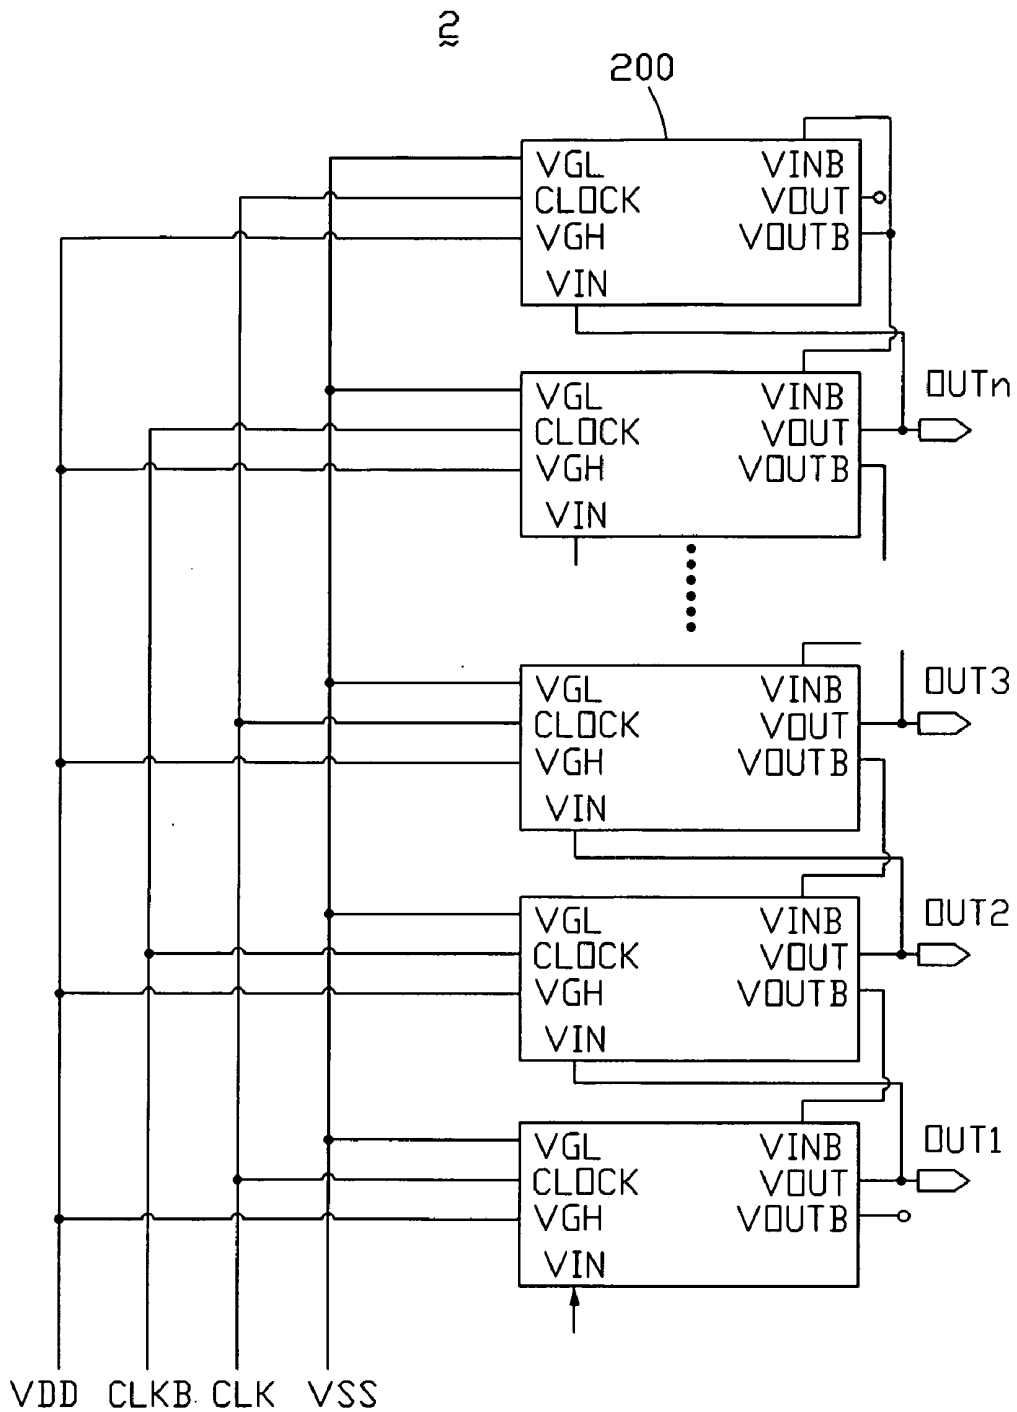 2
200
VGL VINB
CLOCK VOUT
VGH VOUTB
VIN
OUTn
VGL VINB
CLOCK VOUT
VGH VOUTB
VIN
OUT3
VGL VINB
CLOCK VOUT
VGH VOUTB
VIN
OUT2
VGL VINB
CLOCK VOUT
VGH VOUTB
VIN
OUT1
VGL VINB
CLOCK VOUT
VGH VOUTB
VIN
VDD CLKB CLK VSS